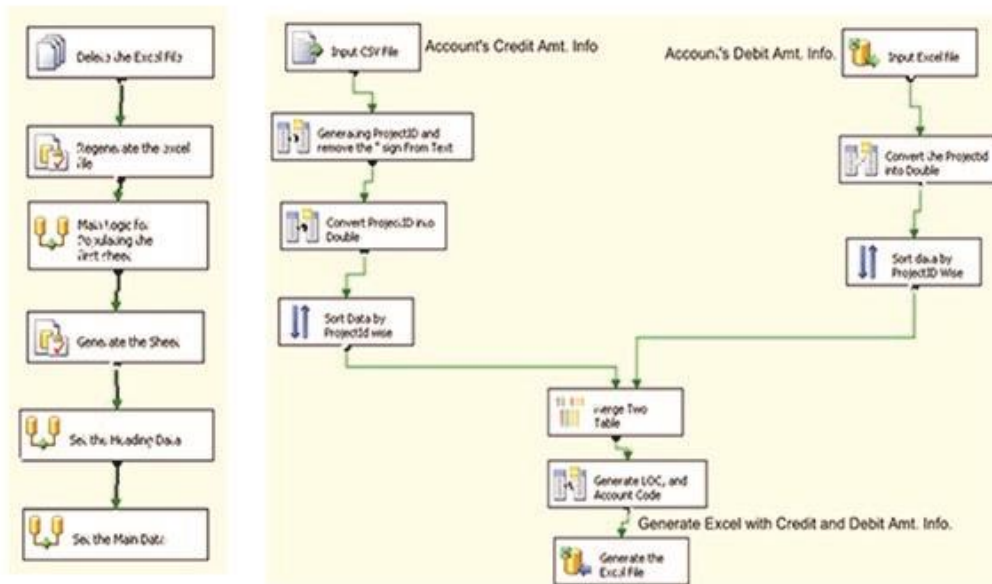 Delete the Excel File
Regenerate the Excel
File
Main Logic for
Populating the
first sheet
Generate the Sheet
Set the Heading Data
Set the Main Data
Input CSV File
Account's Credit Amt. Info
Generating ProjectID and
remove the " sign From Text
Convert ProjectID into
Double
Sort Data by
ProjectId wise
Account's Debit Amt. Info.
Input Excel file
Convert the ProjectId
into Double
Sort data by
ProjectID Wise
Merge Two
Table
Generate LOC, and
Account Code
Generate Excel with Credit and Debit Amt. Info.
Generate the
Excel File